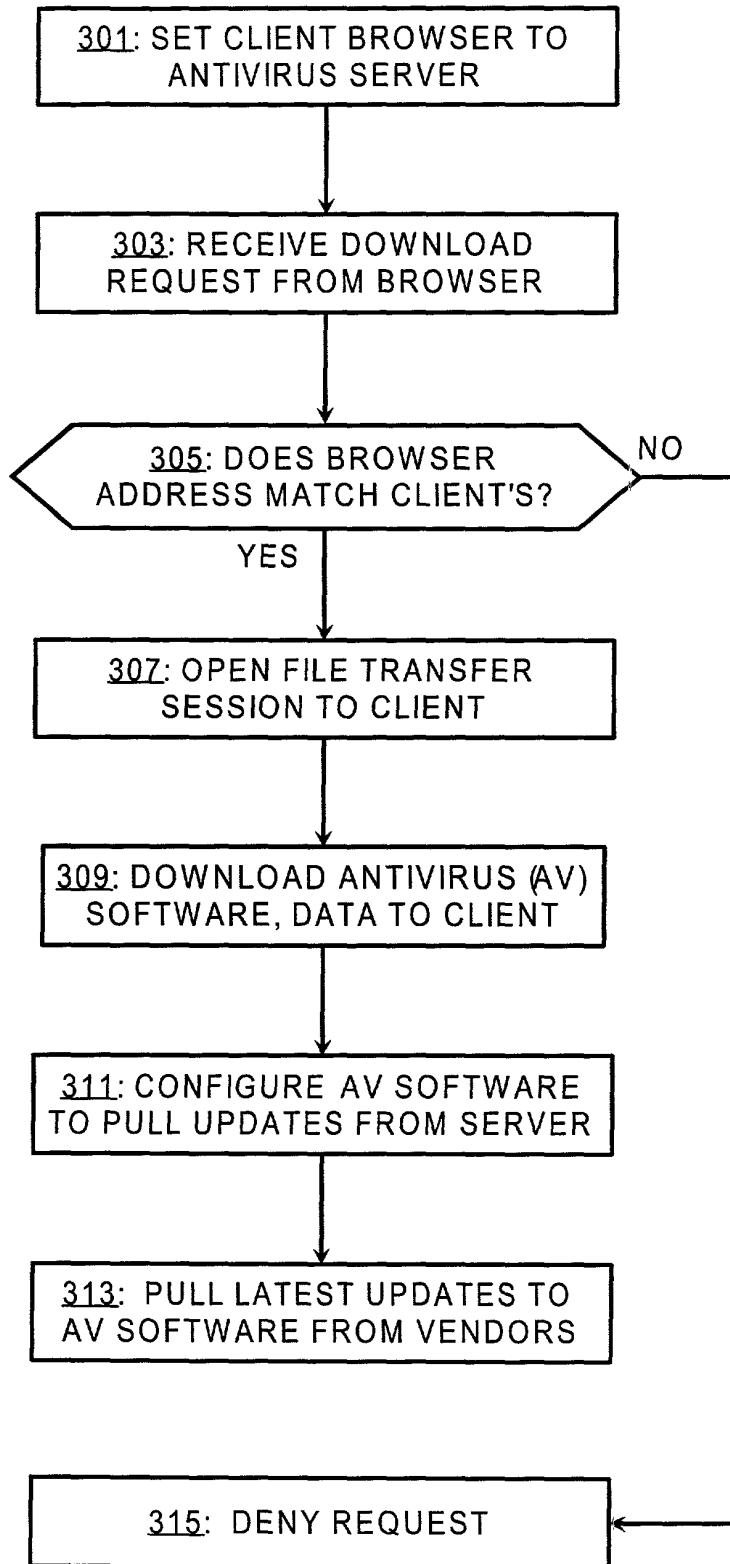 301: SET CLIENT BROWSER TO
ANTIVIRUS SERVER
303: RECEIVE DOWNLOAD
REQUEST FROM BROWSER
305: DOES BROWSER
ADDRESS MATCH CLIENT'S?
NO
YES
307: OPEN FILE TRANSFER
SESSION TO CLIENT
309: DOWNLOAD ANTIVIRUS (AV)
SOFTWARE, DATA TO CLIENT
311: CONFIGURE AV SOFTWARE
TO PULL UPDATES FROM SERVER
313: PULL LATEST UPDATES TO
AV SOFTWARE FROM VENDORS
315: DENY REQUEST